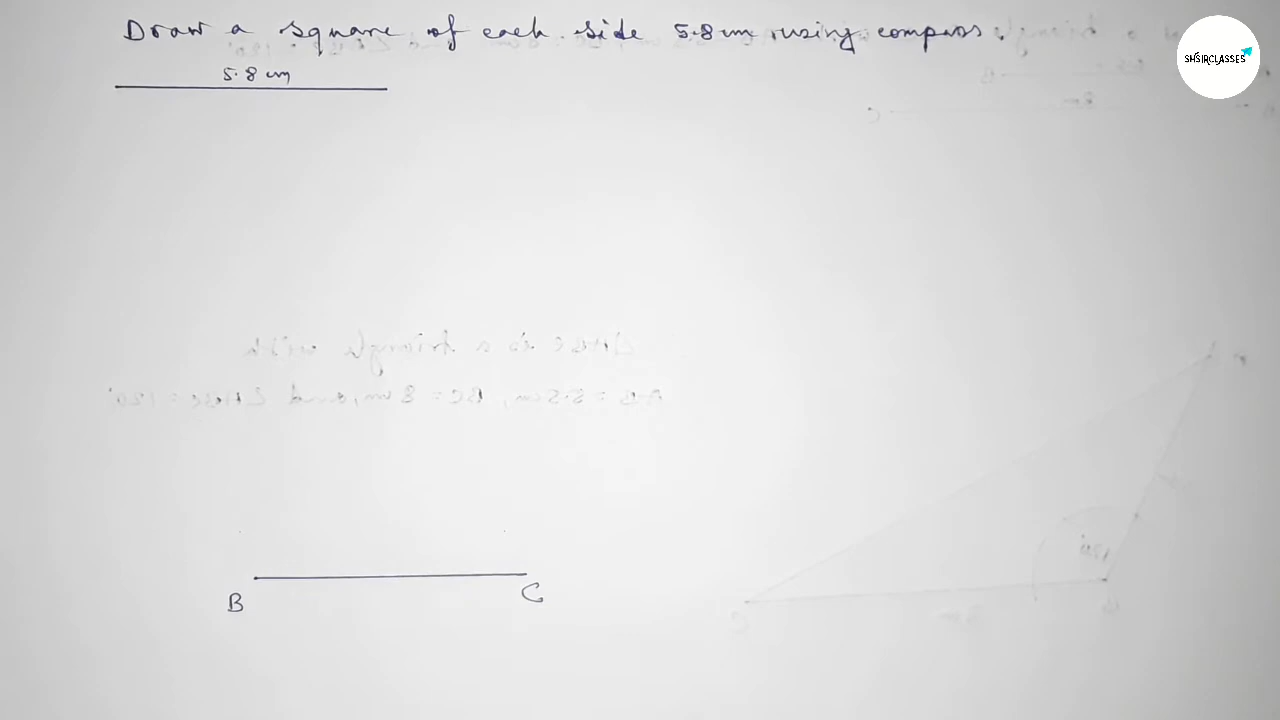 Draw a square of each side 5.8 cm using compass.
SHSIRCLASSES
5.8 cm
B
C